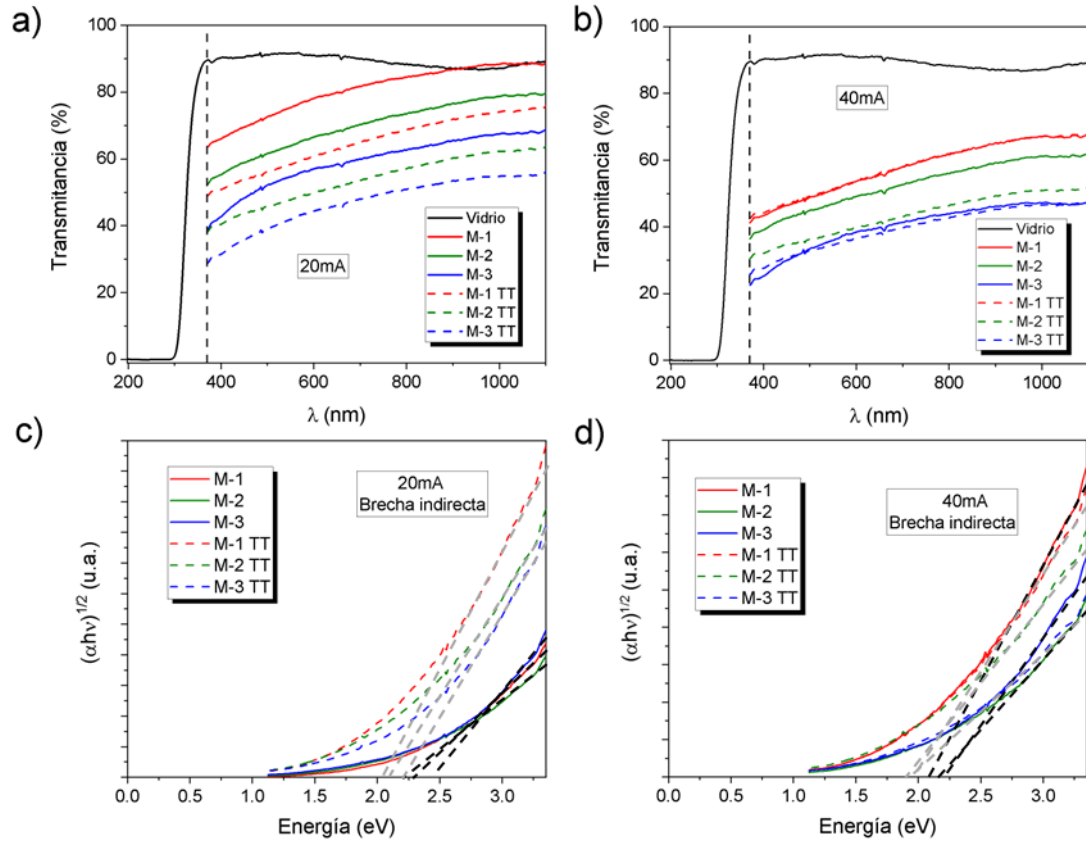 a)
100
80
60
40
20
0
Transmitancia (%)
200
400
600
800
1000
λ (nm)
20mA
Vidrio
M-1
M-2
M-3
M-1 TT
M-2 TT
M-3 TT
b)
100
80
60
40
20
0
Transmitancia (%)
200
400
600
800
1000
λ (nm)
40mA
Vidrio
M-1
M-2
M-3
M-1 TT
M-2 TT
M-3 TT
c)
(αhν)^1/2 (u.a.)
M-1
M-2
M-3
M-1 TT
M-2 TT
M-3 TT
20mA
Brecha indirecta
0.0
0.5
1.0
1.5
2.0
2.5
3.0
Energía (eV)
d)
(αhν)^1/2 (u.a.)
M-1
M-2
M-3
M-1 TT
M-2 TT
M-3 TT
40mA
Brecha indirecta
0.0
0.5
1.0
1.5
2.0
2.5
3.0
Energía (eV)